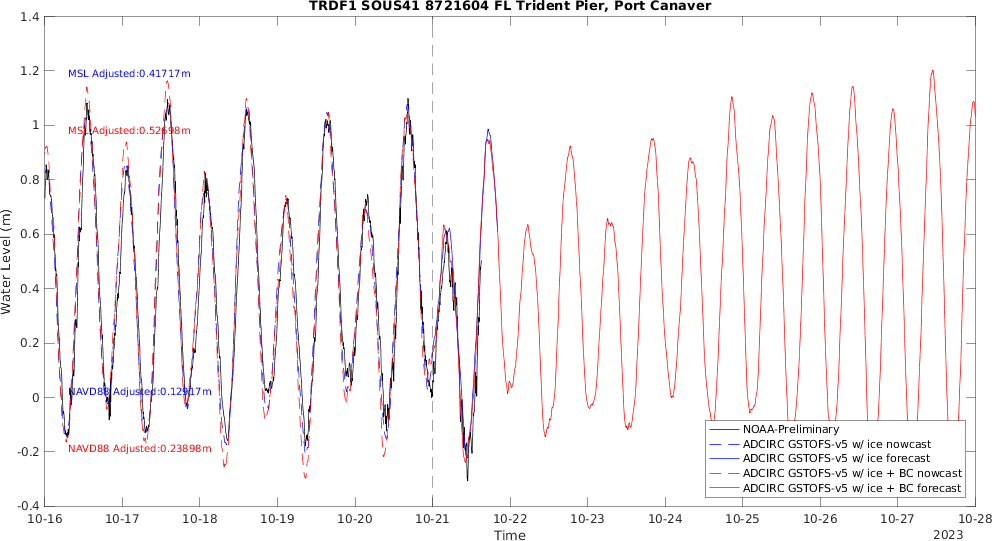 TRDF1 SOUS41 8721604 FL Trident Pier, Port Canaver
1.4
1.2
1
0.8
0.6
0.4
0.2
0
-0.2
-0.4
Water Level (m)
MSL Adjusted:0.41717m
MSL Adjusted:0.52698m
NAVD88 Adjusted:0.12917m
NAVD88 Adjusted:0.23898m
NOAA-Preliminary
ADCIRC GSTOFS-v5 w/ ice nowcast
ADCIRC GSTOFS-v5 w/ ice forecast
ADCIRC GSTOFS-v5 w/ ice + BC nowcast
ADCIRC GSTOFS-v5 w/ ice + BC forecast
10-16 10-17 10-18 10-19 10-20 10-21 10-22 10-23 10-24 10-25 10-26 10-27 10-28
Time
2023